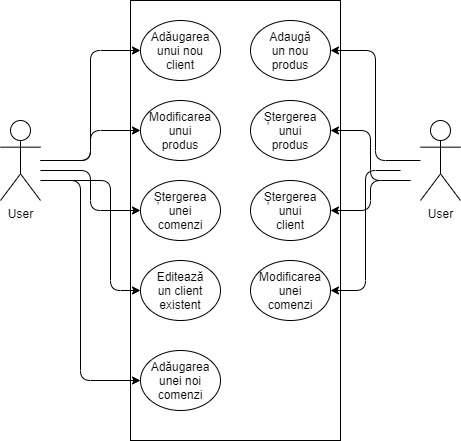 Adăugarea
unui nou
client
Adaugă
un nou
produs
Modificarea
unui
produs
Ștergerea
unui
produs
User
User
Ștergerea
unei
comenzi
Ștergerea
unui
client
Editează
un client
existent
Modificarea
unei
comenzi
Adăugarea
unei noi
comenzi